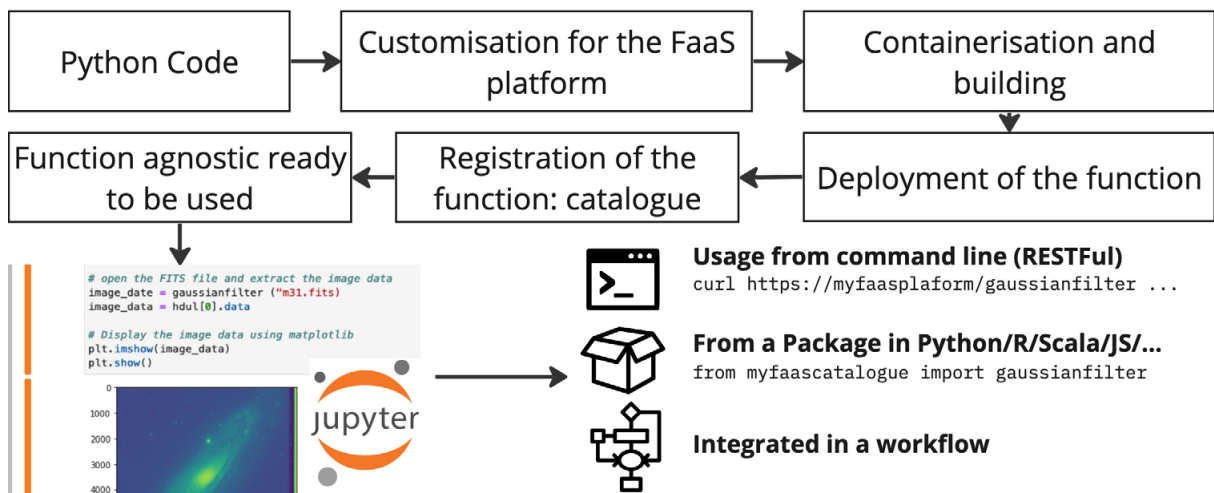 Python Code
Customisation for the FaaS
platform
Containerisation and
building
Deployment of the function
Registration of the
function: catalogue
Function agnostic ready
to be used
# open the FITS file and extract the image data
image_date = gaussianfilter ("m31.fits)
image_data = hdul[0].data
# Display the image data using matplotlib
plt.imshow(image_data)
plt.show()
0
1000
2000
3000
4000
jupyter
Usage from command line (RESTFul)
curl https://myfaasplaform/gaussianfilter ...
From a Package in Python/R/Scala/JS/...
from myfaascatalogue import gaussianfilter
Integrated in a workflow